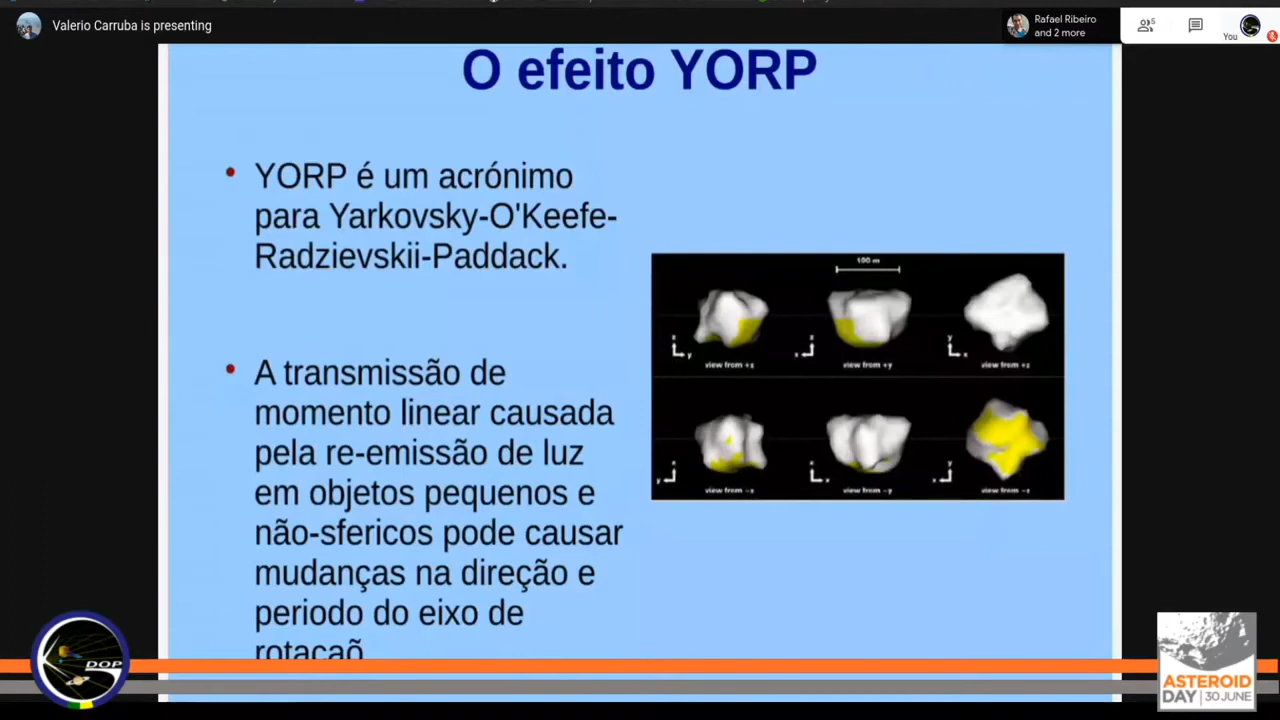 Valerio Carruba is presenting
Rafael Ribeiro
and 2 more
5
You
O efeito YORP
• YORP é um acrónimo
para Yarkovsky-O'Keefe-
Radzievskii-Paddack.
• A transmissão de
momento linear causada
pela re-emissão de luz
em objetos pequenos e
não-sfericos pode causar
mudanças na direção e
periodo do eixo de
rotaçaõ
100 m
z
y
view from +x
z
x
view from +y
y
x
view from +z
z
y
view from -x
z
x
view from -y
y
x
view from -z
DOP
ASTEROID
DAY | 30 JUNE